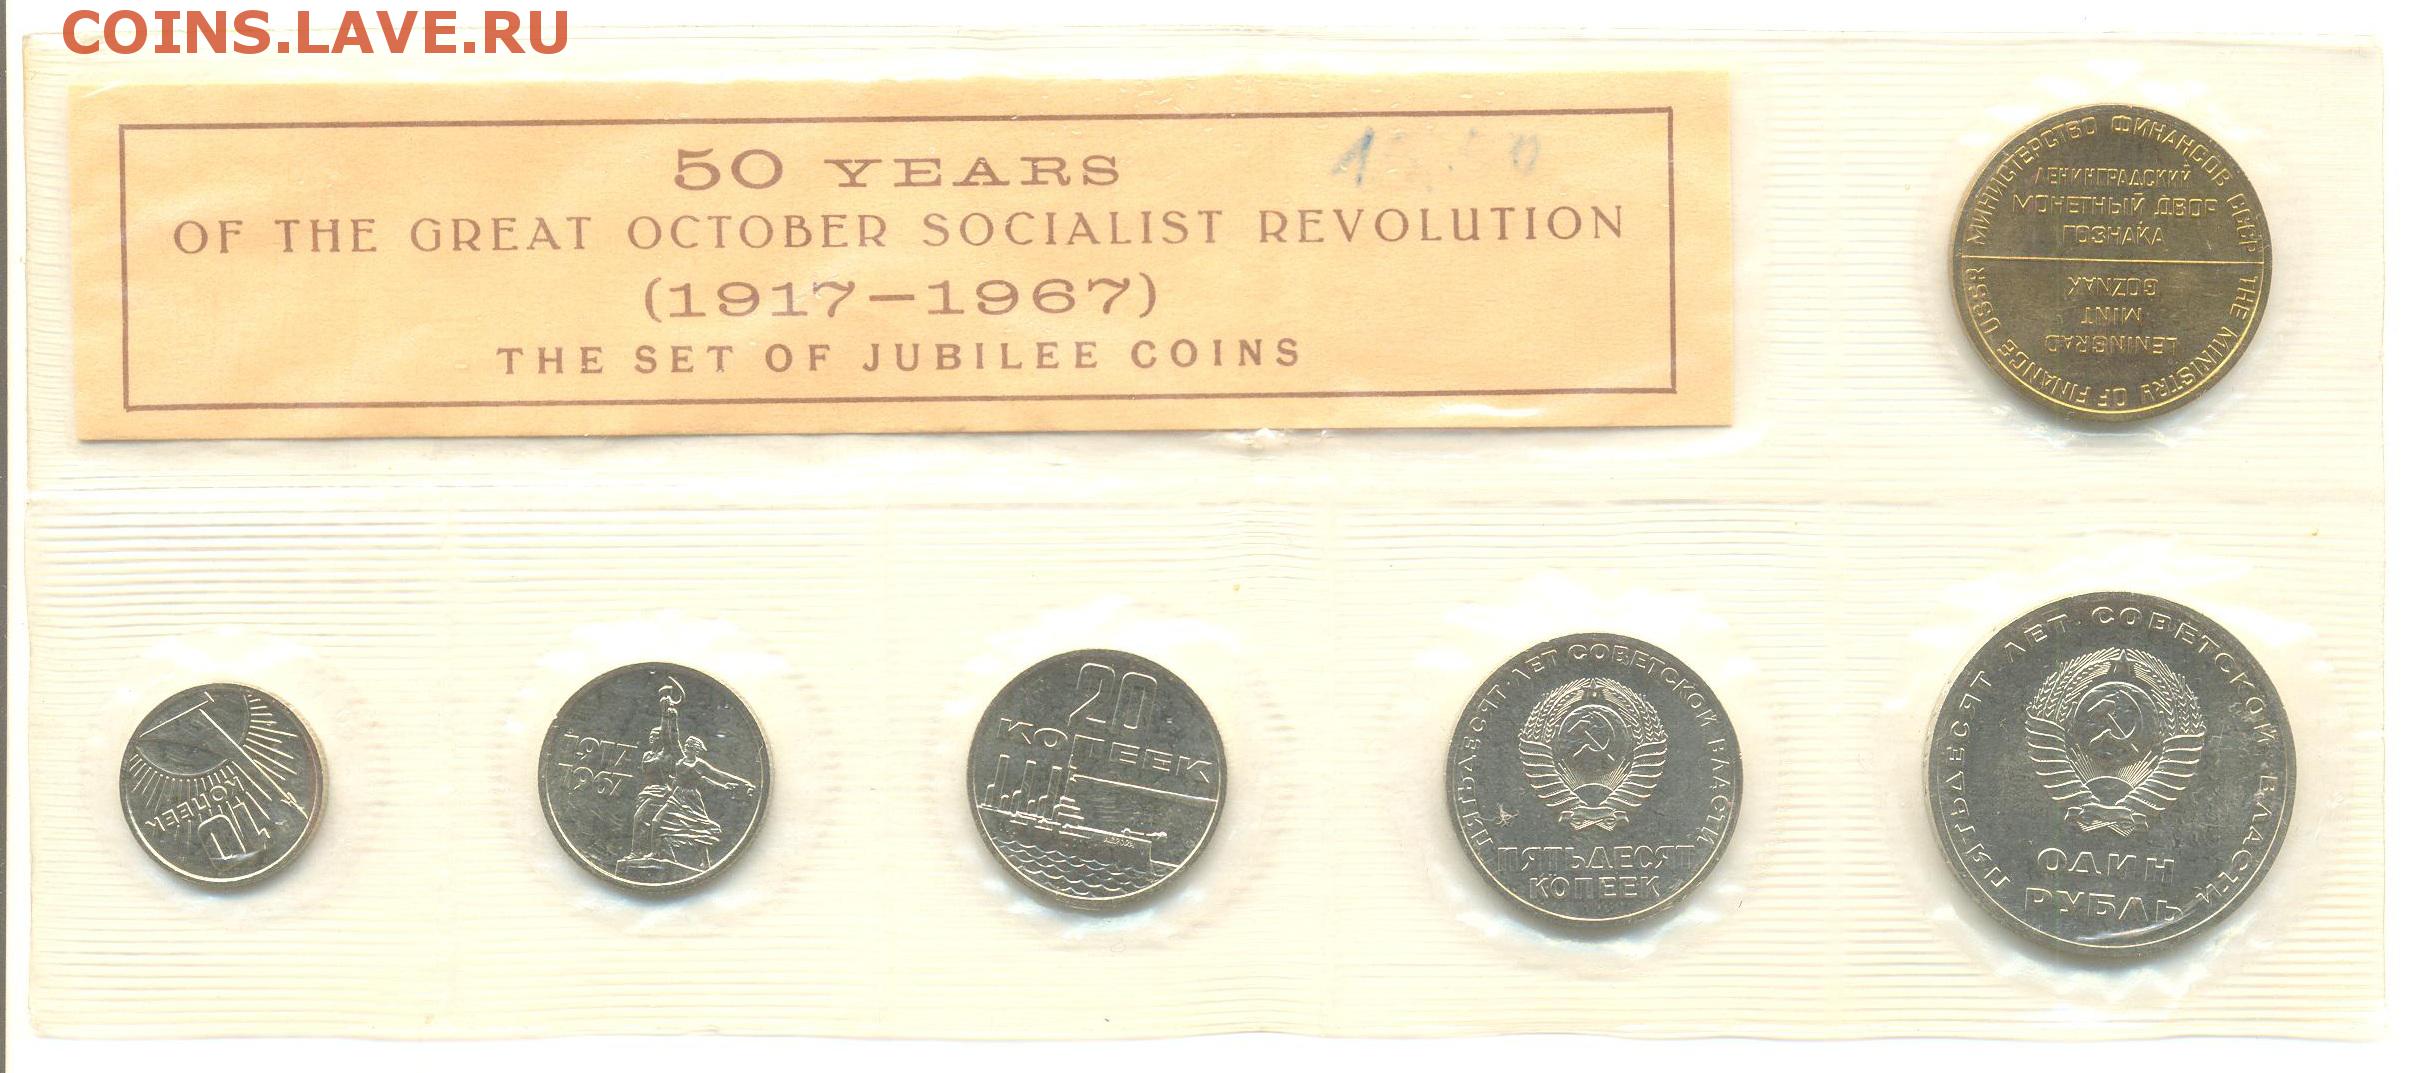 COINS.LAVE.RU
50 YEARS
OF THE GREAT OCTOBER SOCIALIST REVOLUTION
(1917–1967)
THE SET OF JUBILEE COINS
МИНИСТЕРСТВО ФИНАНСОВ СССР
ЛЕНИНГРАДСКИЙ
МОНЕТНЫЙ ДВОР
ГОЗНАКА
THE MINISTRY OF FINANCE USSR
LENINGRAD
MINT
GOZNAK
10
КОПЕЕК
1917
1967
20
КОПЕЕК
ПЯТЬДЕСЯТ ЛЕТ СОВЕТСКОЙ ВЛАСТИ
ПЯТЬДЕСЯТ
КОПЕЕК
ПЯТЬДЕСЯТ ЛЕТ СОВЕТСКОЙ ВЛАСТИ
ОДИН
РУБЛЬ